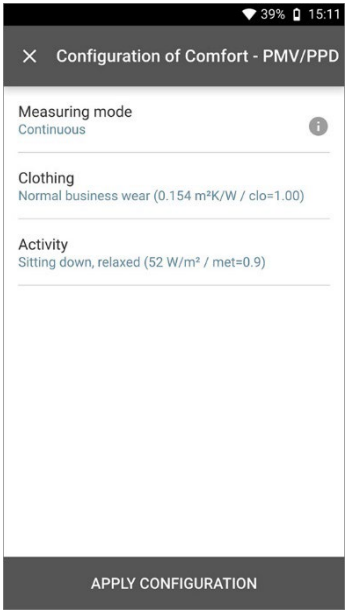 39% 15:11
Configuration of Comfort - PMV/PPD
Measuring mode
Continuous
Clothing
Normal business wear (0.154 m²K/W / clo=1.00)
Activity
Sitting down, relaxed (52 W/m² / met=0.9)
APPLY CONFIGURATION